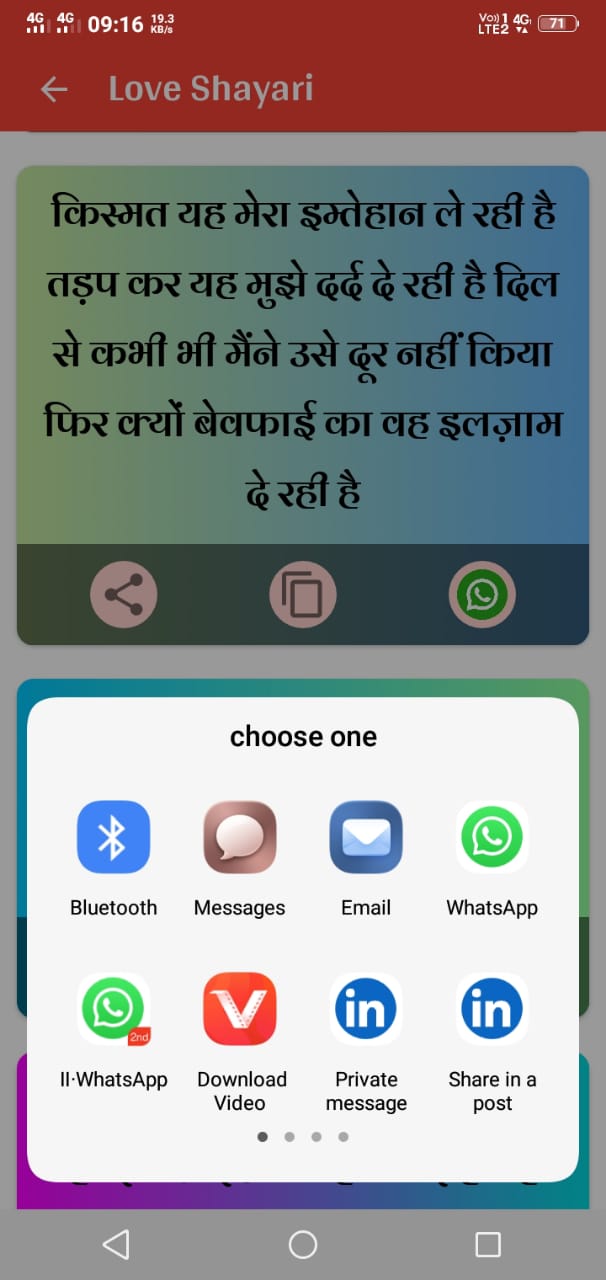 4G 4G 09:16 19.3 KB/s Vo)) 1 4G LTE2 71
Love Shayari
किस्मत यह मेरा इम्तेहान ले रही है
तड़प कर यह मुझे दर्द दे रही है दिल
से कभी भी मैंने उसे दूर नहीं किया
फिर क्यों बेवफाई का वह इलज़ाम
दे रही है
choose one
Bluetooth Messages Email WhatsApp
2nd
II·WhatsApp Download Private Share in a
Video message post